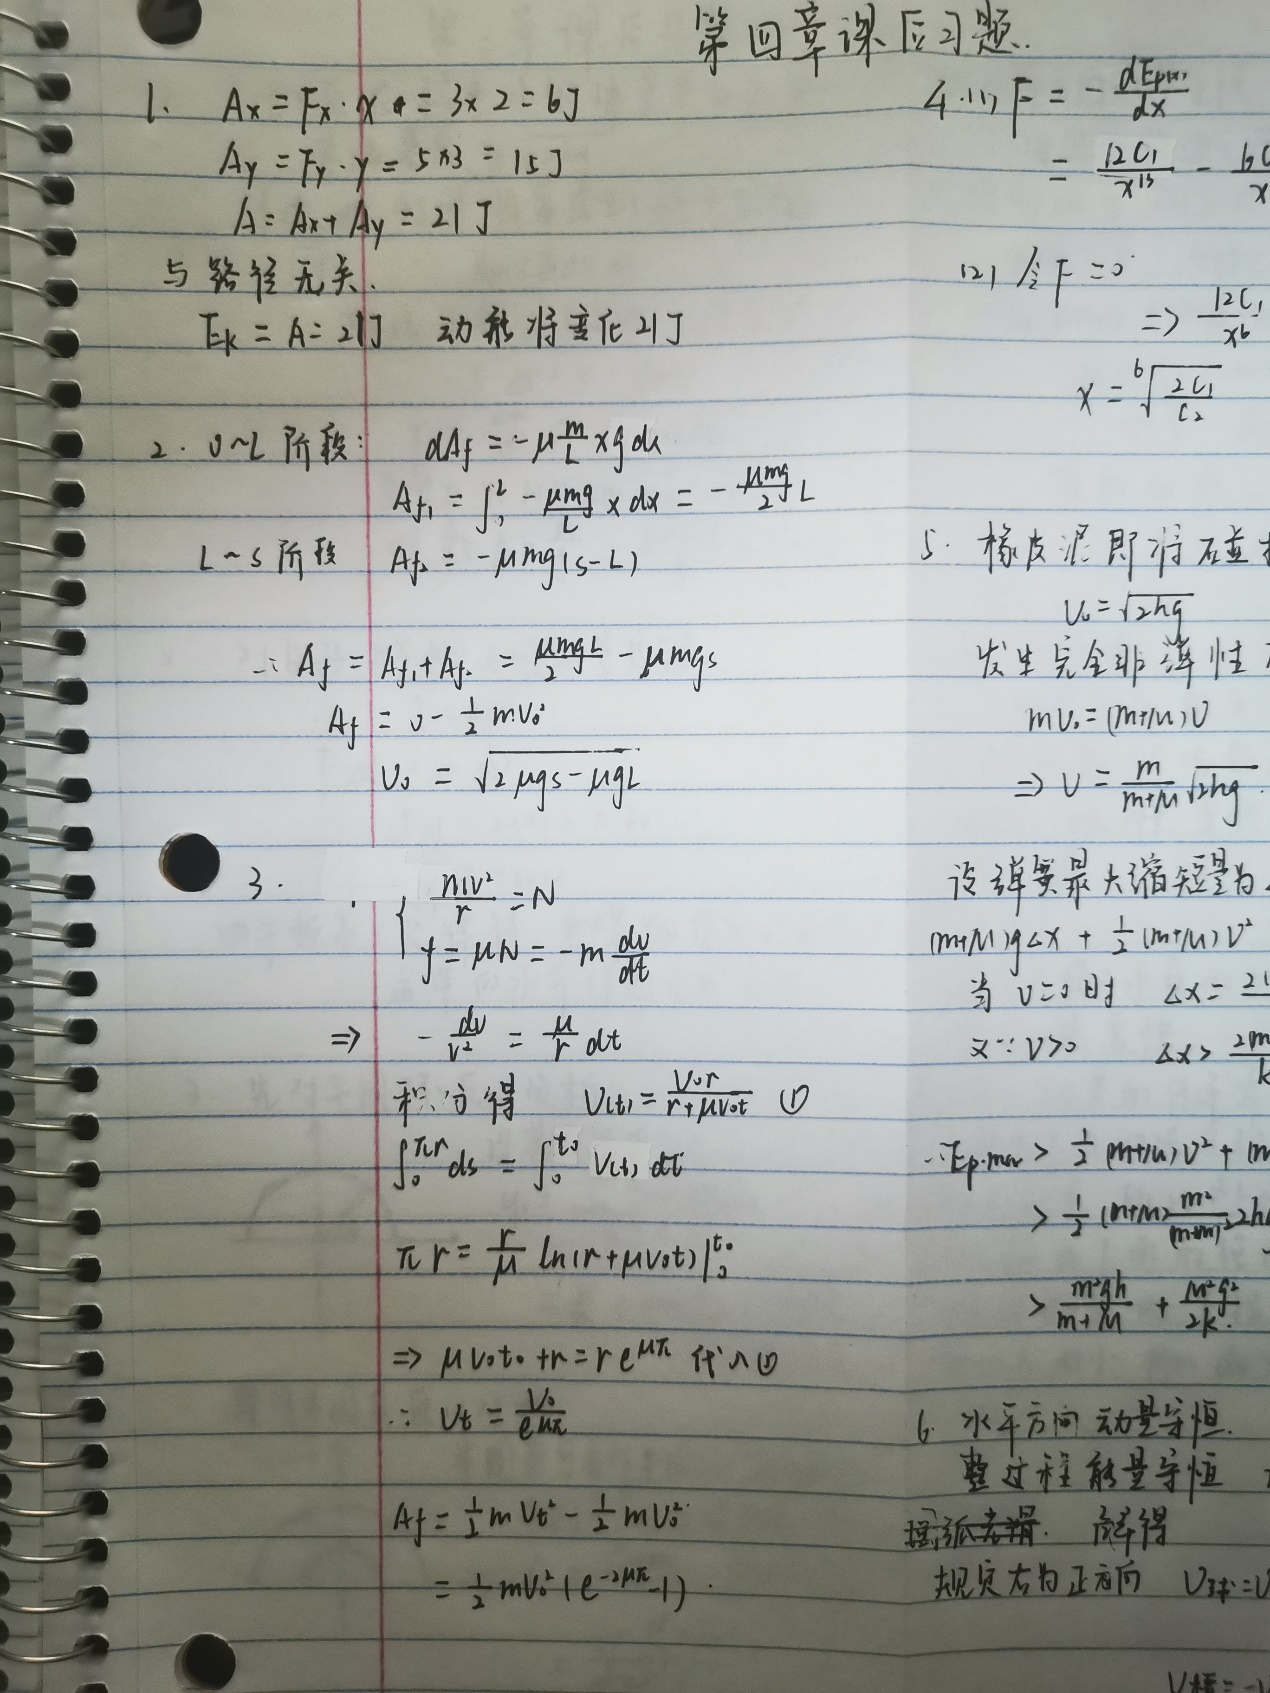 第四章课后习题.
1. Ax = Fx · x = 3×2 = 6J
Ay = Fy · y = 5×3 = 15J
A = Ax + Ay = 21J
与路径无关.
Ek = A = 21J 动能将变化21J
2. 0~L 阶段: dAf = -μ m/L x g dx
Af₁ = ∫₀ᴸ - μmg/L x dx = - μmg/2 L
L~s 阶段 Af₂ = -μmg(s-L)
∴ Af = Af₁ + Af₂ = μmgL/2 - μmgs
Af = 0 - 1/2 mv₀²
v₀ = √(2μgs - μgL)
3.
{ mv²/r = N
f = μN = -m dv/dt
⇒ - dv/v² = μ/r dt
积分得 v(t) = v₀r/(r+μv₀t) ①
∫₀^πr ds = ∫₀^t₀ v(t) dt
πr = r/μ ln(r+μv₀t)|₀^t₀
⇒ μv₀t₀ + r = r e^μπ 代入①
∴ vt = v₀/e^μπ
Af = 1/2 mvt² - 1/2 mv₀²
= 1/2 mv₀²(e^-2μπ - 1).
4. (1) F = - dEp(x)/dx
= 12C₁/x¹³ -
(2) 令F = 0
⇒ 12C₁/x⁶
x = ⁶√(2C₁/C₂)
5. 橡皮泥即将碰
v₀ = √2hg
发生完全非弹性
mv₀ = (m+M)v
⇒ v = m/(m+M) √2hg.
设弹簧最大缩短量为
(m+M)gΔx + 1/2 (m+M)v²
当 v=0时 Δx =
又∵ v>0 Δx >
∴ Ep.max > 1/2 (m+M)v² +
> 1/2 (m+M) m²/(m+M)²
> m²gh/(m+M) + M²g²/2k.
6. 水平方向动量守恒.
整过程能量守恒
解得
规定右为正方向 v球 =